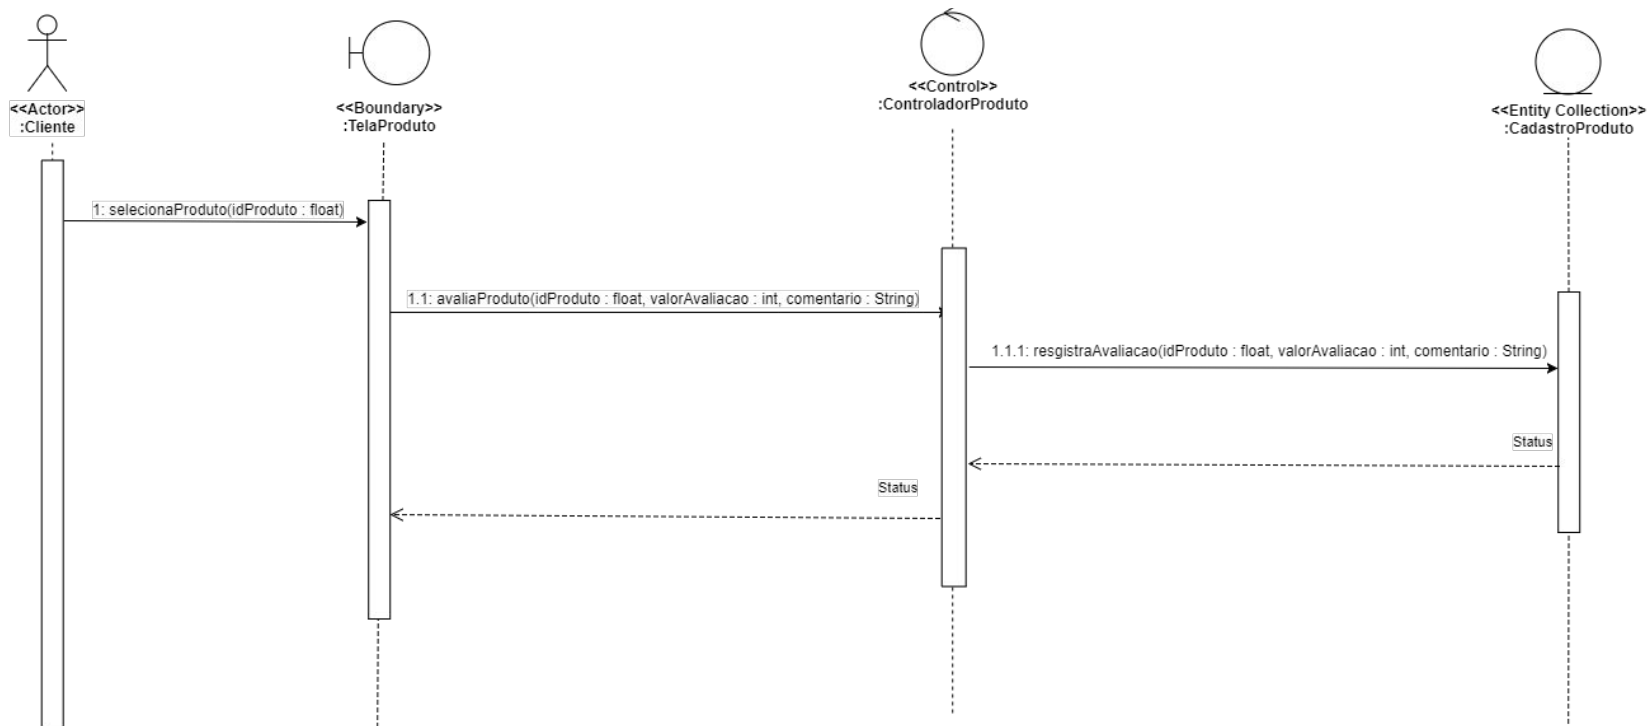 <<Actor>>
:Cliente
<<Boundary>>
:TelaProduto
<<Control>>
:ControladorProduto
<<Entity Collection>>
:CadastroProduto
1: selecionaProduto(idProduto : float)
1.1: avaliaProduto(idProduto : float, valorAvaliacao : int, comentario : String)
1.1.1: resgistraAvaliacao(idProduto : float, valorAvaliacao : int, comentario : String)
Status
Status